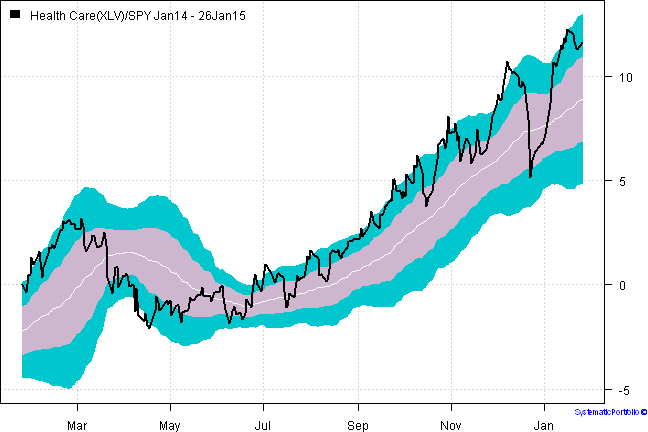 Health Care(XLV)/SPY Jan14 - 26Jan15
10
5
0
-5
Mar May Jul Sep Nov Jan
SystematicPortfolio ©